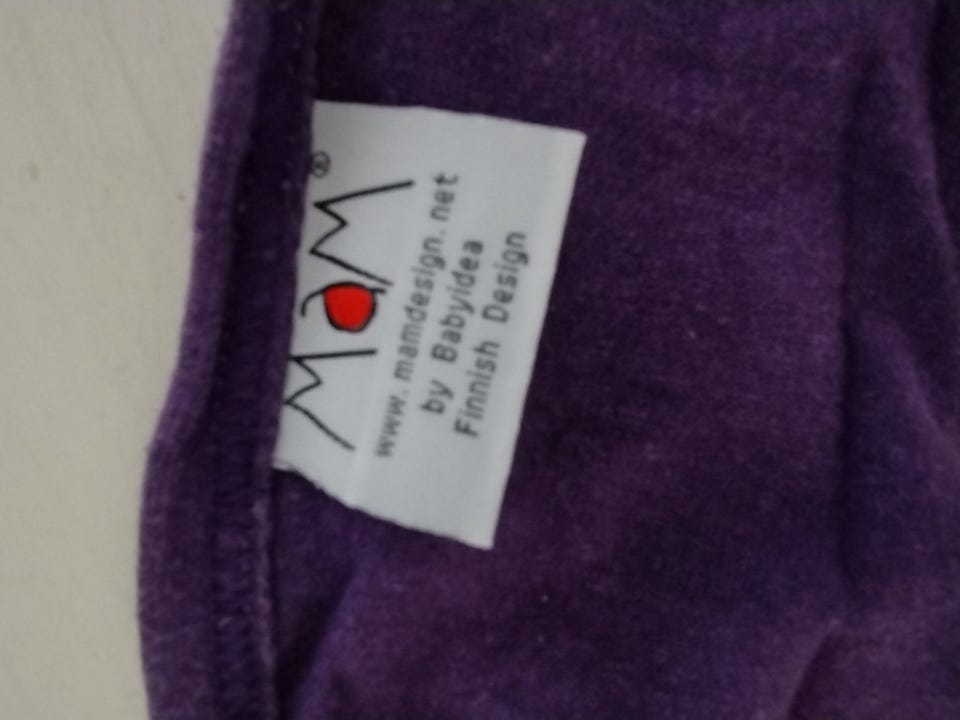 MaM®
www.mamdesign.net
by Babyidea
Finnish Design